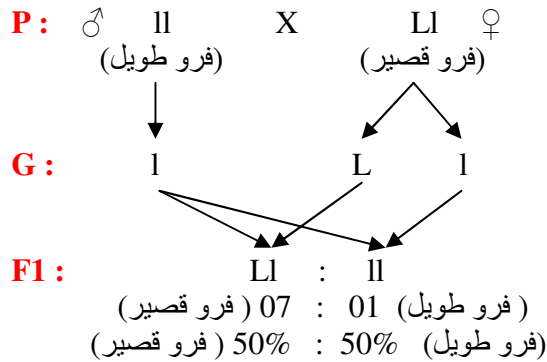 P : ♂ ll X Ll ♀
(فرو طويل) (فرو قصير)
G : l L l
F1 : Ll : ll
(فرو قصير ) 07 : 01 (فرو طويل )
(فرو قصير ) 50% : 50% (فرو طويل)